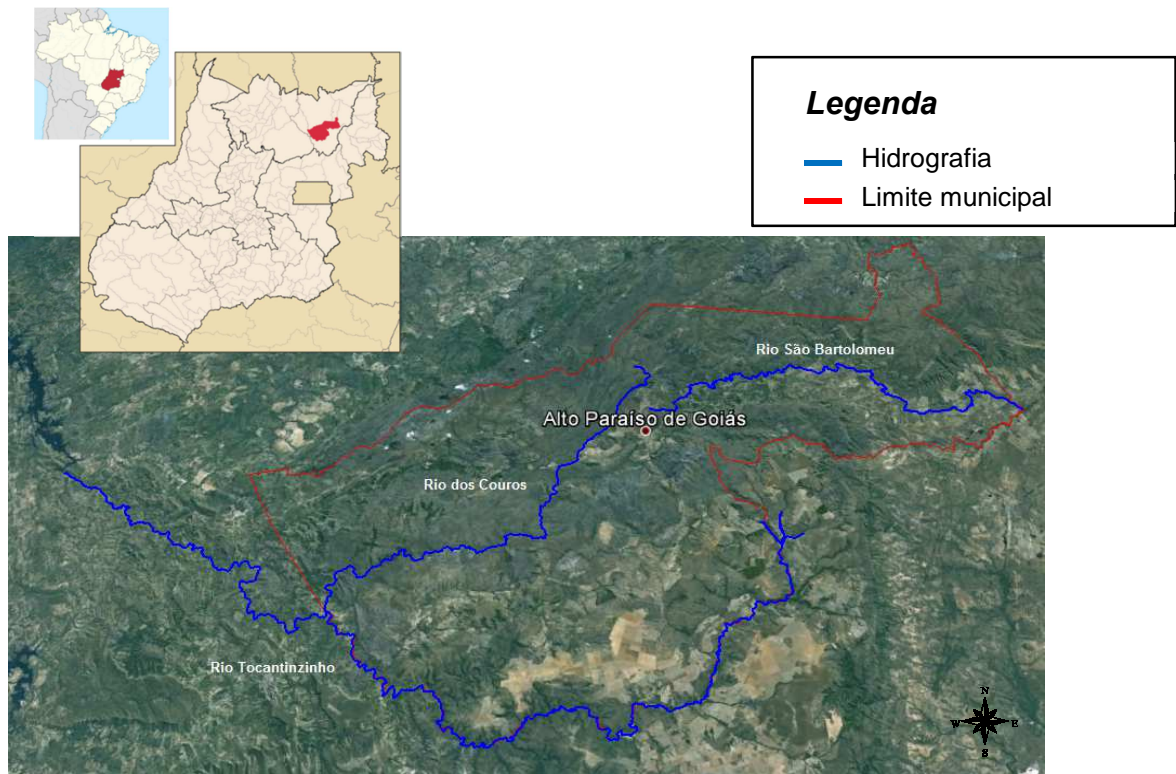 Legenda
Hidrografia
Limite municipal
Rio São Bartolomeu
Alto Paraíso de Goiás
Rio dos Couros
Rio Tocantinzinho
N
W
E
S